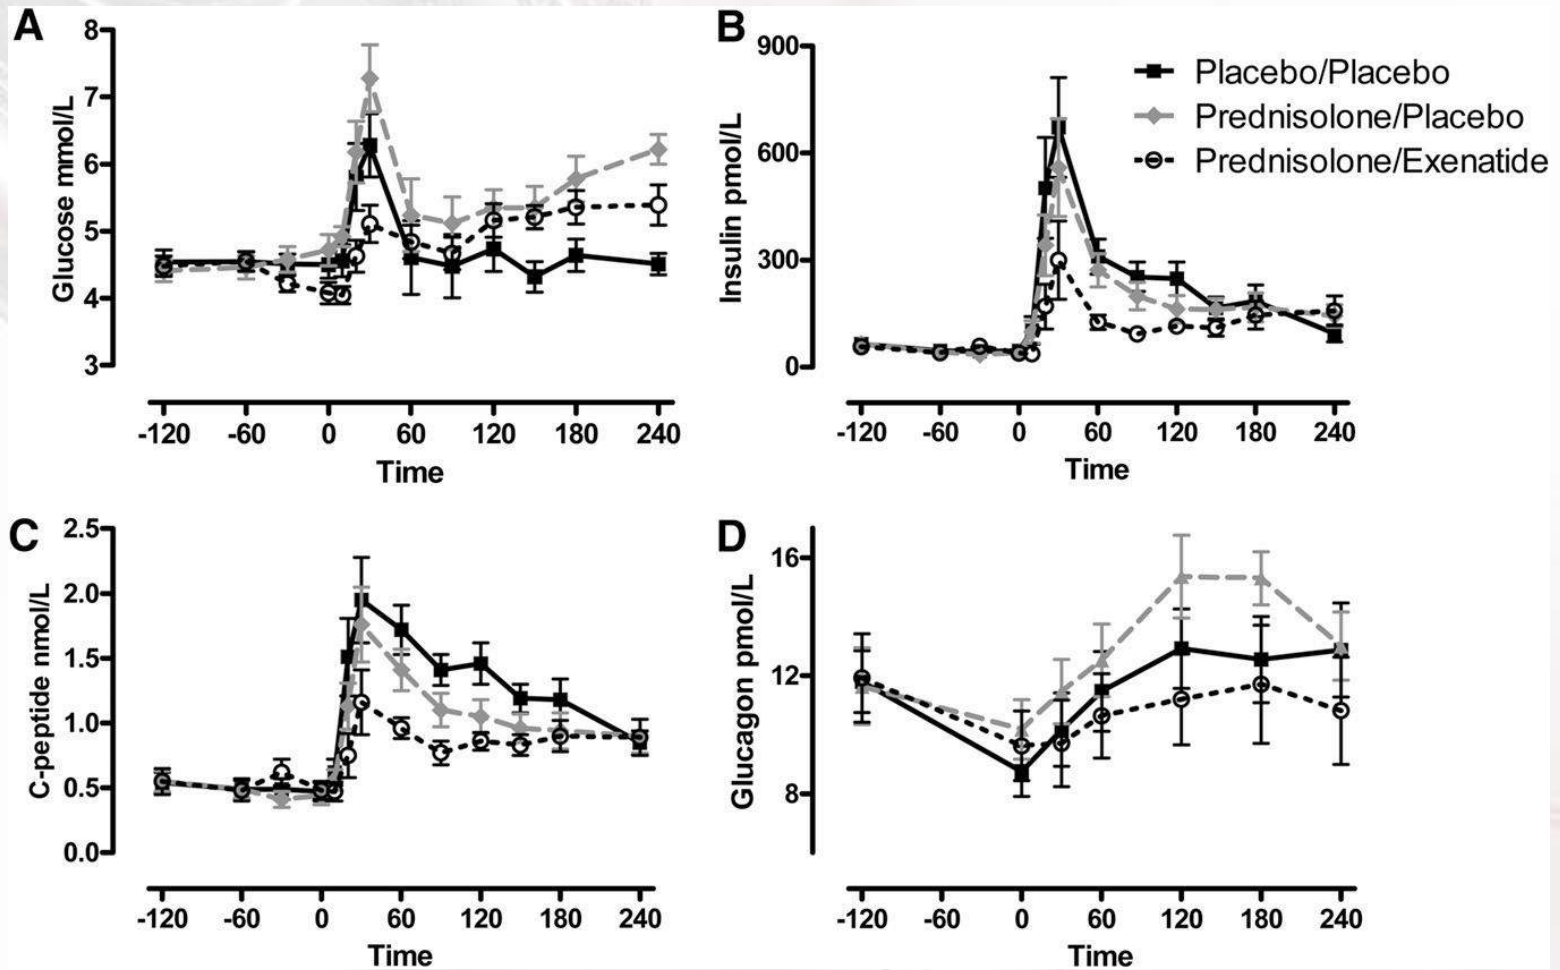 A
Glucose mmol/L
8
7
6
5
4
3
-120 -60 0 60 120 180 240
Time
B
Insulin pmol/L
900
600
300
0
-120 -60 0 60 120 180 240
Time
Placebo/Placebo
Prednisolone/Placebo
Prednisolone/Exenatide
C
C-peptide nmol/L
2.5
2.0
1.5
1.0
0.5
0.0
-120 -60 0 60 120 180 240
Time
D
Glucagon pmol/L
16
12
8
-120 -60 0 60 120 180 240
Time